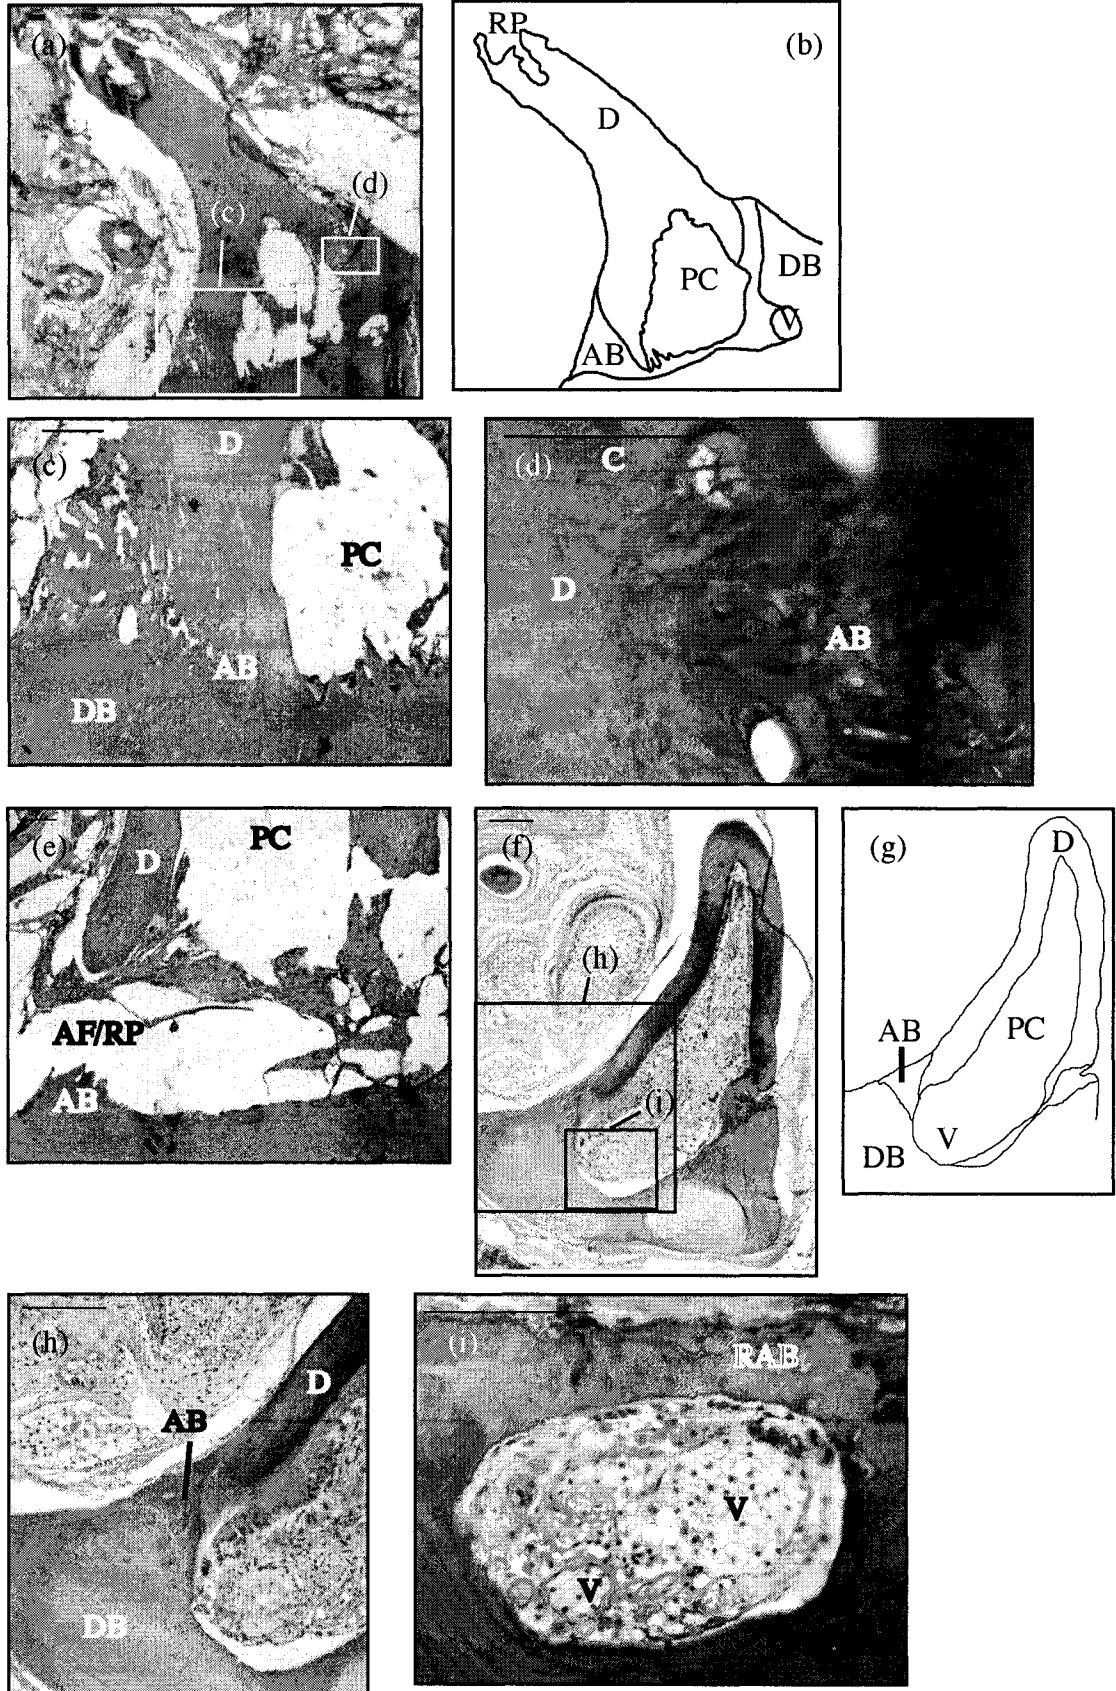 (a)
(d)
(c)
RP
(b)
D
PC
DB
V
AB
(c)
D
PC
AB
DB
(d)
C
D
AB
(e)
PC
D
AF/RP
AB
(f)
(h)
(i)
(g)
D
PC
AB
V
DB
(h)
D
AB
DB
(i)
RAB
V
V